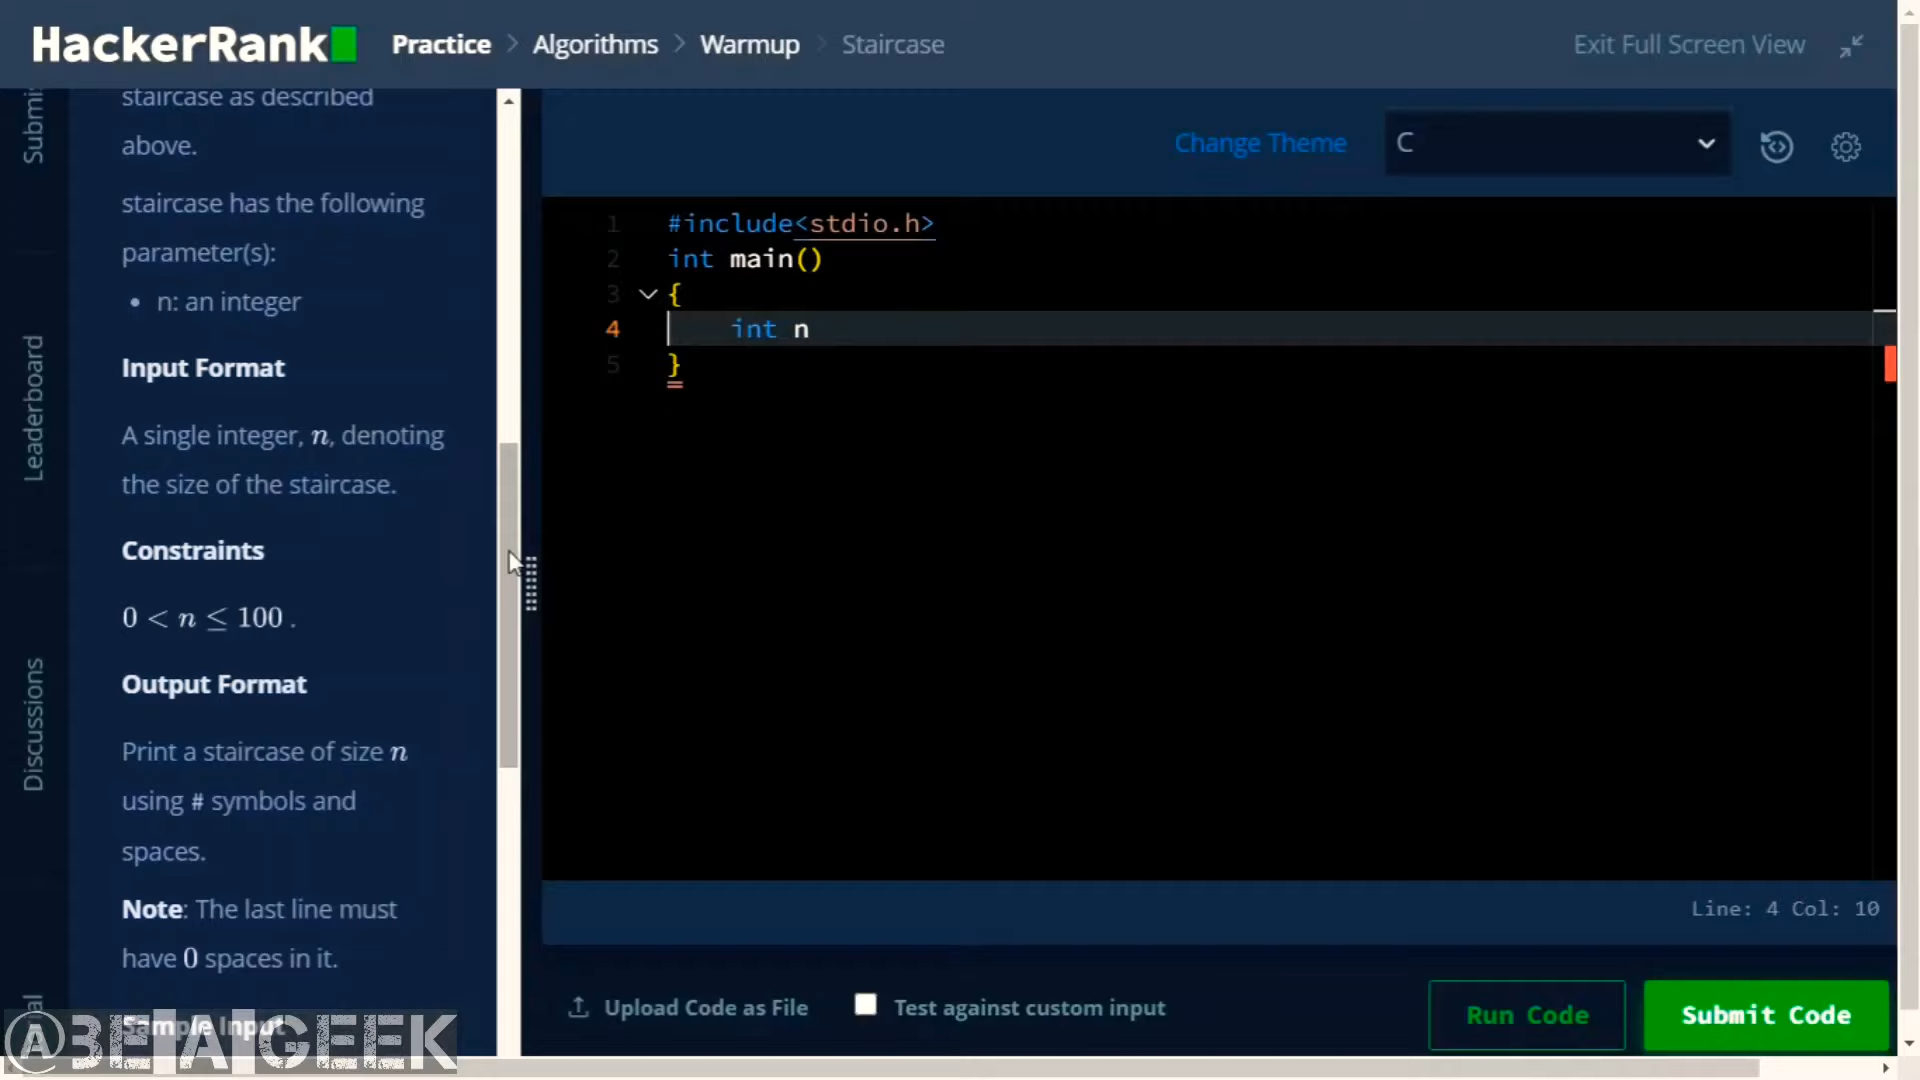 HackerRank
Practice > Algorithms > Warmup > Staircase
Exit Full Screen View
Leaderboard
Discussions
staircase as described
above.
staircase has the following
parameter(s):
• n: an integer
Input Format
A single integer, n, denoting
the size of the staircase.
Constraints
0 < n ≤ 100 .
Output Format
Print a staircase of size n
using # symbols and
spaces.
Note: The last line must
have 0 spaces in it.
Sample Input
@BETA|GEEK
Change Theme
C
1 #include<stdio.h>
2 int main()
3 {
4 int n
5 }
Line: 4 Col: 10
Upload Code as File
Test against custom input
Run Code
Submit Code